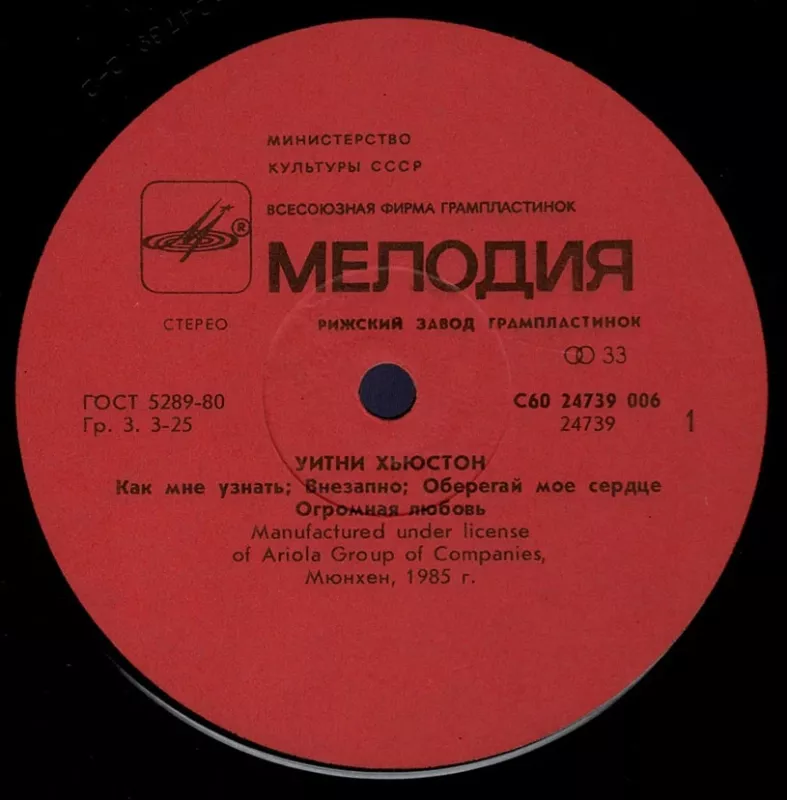 МИНИСТЕРСТВО
КУЛЬТУРЫ СССР
ВСЕСОЮЗНАЯ ФИРМА ГРАМПЛАСТИНОК
®
МЕЛОДИЯ
СТЕРЕО
РИЖСКИЙ ЗАВОД ГРАМПЛАСТИНОК
33
ГОСТ 5289-80
Гр. 3. 3-25
С60 24739 006
24739
1
УИТНИ ХЬЮСТОН
Как мне узнать; Внезапно; Оберегай мое сердце
Огромная любовь
Manufactured under license
of Ariola Group of Companies,
Мюнхен, 1985 г.